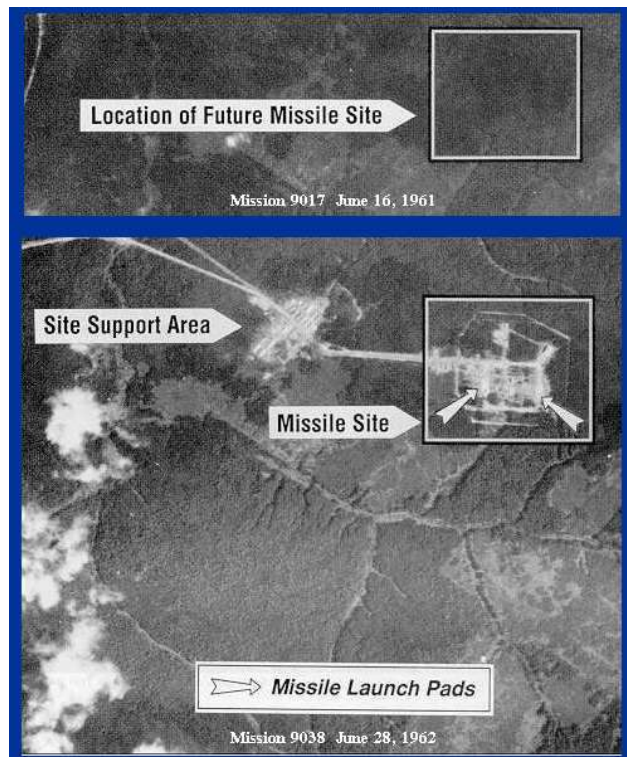 Location of Future Missile Site
Mission 9017 June 16, 1961
Site Support Area
Missile Site
Missile Launch Pads
Mission 9038 June 28, 1962